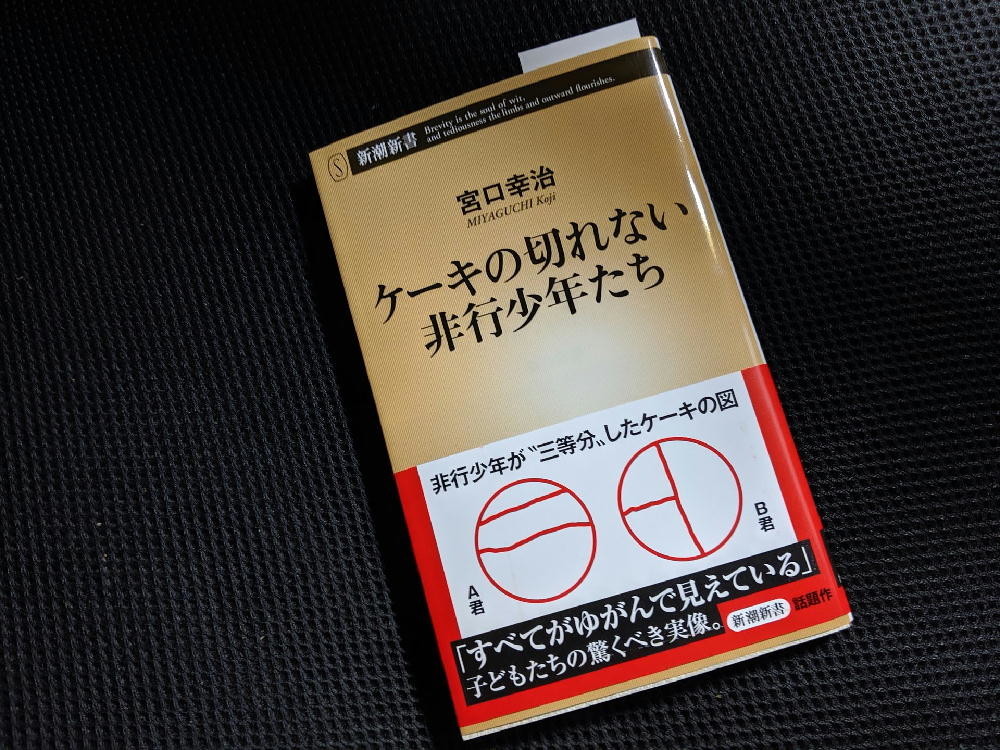 S
新潮新書
Brevity is the soul of wit,
and tediousness the limbs and outward flourishes.
宮口幸治
MIYAGUCHI Koji
ケーキの切れない
非行少年たち
非行少年が〝三等分〟したケーキの図
A君
B君
「すべてがゆがんで見えている」
子どもたちの驚くべき実像。
新潮新書
話題作